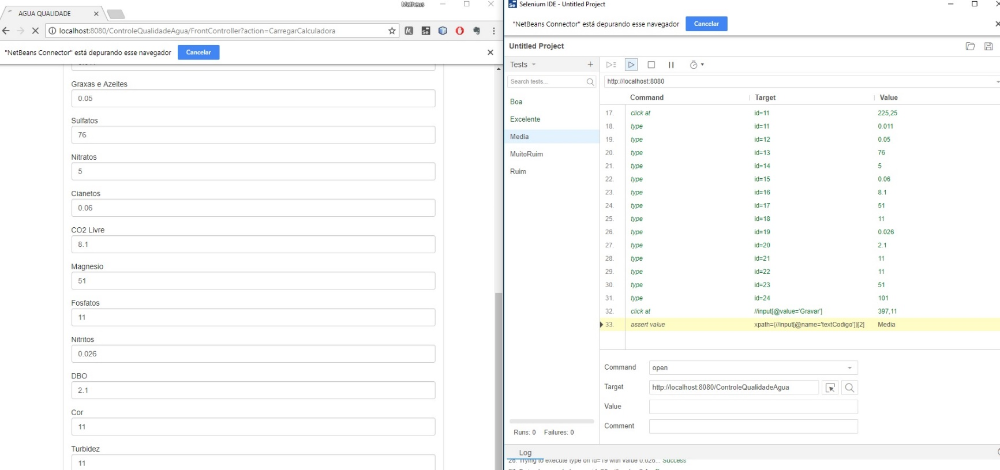 AGUA QUALIDADE
Matheus
localhost:8080/ControleQualidadeAgua/FrontController?action=CarregarCalculadora
"NetBeans Connector" está depurando esse navegador
Cancelar
Graxas e Azeites
0.05
Sulfatos
76
Nitratos
5
Cianetos
0.06
CO2 Livre
8.1
Magnesio
51
Fosfatos
11
Nitritos
0.026
DBO
2.1
Cor
11
Turbidez
11
Selenium IDE - Untitled Project
"NetBeans Connector" está depurando esse navegador
Cancelar
Untitled Project
Tests
Search tests...
http://localhost:8080
Boa
Excelente
Media
MuitoRuim
Ruim
Command Target Value
17. click at id=11 225,25
18. type id=11 0.011
19. type id=12 0.05
20. type id=13 76
21. type id=14 5
22. type id=15 0.06
23. type id=16 8.1
24. type id=17 51
25. type id=18 11
26. type id=19 0.026
27. type id=20 2.1
28. type id=21 11
29. type id=22 11
30. type id=23 51
31. type id=24 101
32. click at //input[@value='Gravar'] 397,11
33. assert value xpath=(//input[@name='textCodigo'])[2] Media
Command open
Target http://localhost:8080/ControleQualidadeAgua
Value
Comment
Runs: 0 Failures: 0
Log
26. Trying to execute type on id=19 with value 0.026... Success